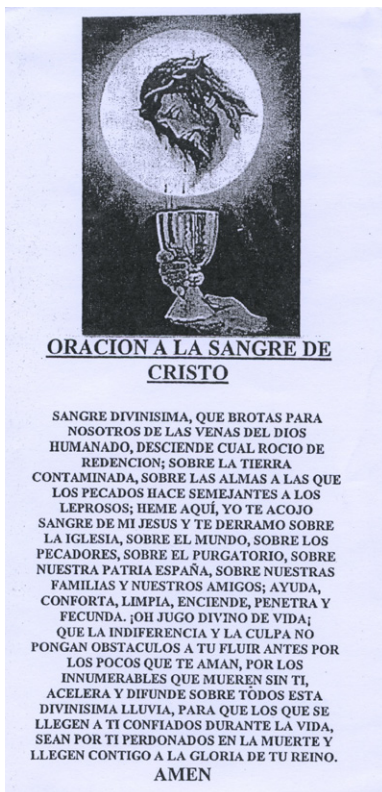 ORACION A LA SANGRE DE
CRISTO
SANGRE DIVINISIMA, QUE BROTAS PARA
NOSOTROS DE LAS VENAS DEL DIOS
HUMANADO, DESCIENDE CUAL ROCIO DE
REDENCION; SOBRE LA TIERRA
CONTAMINADA, SOBRE LAS ALMAS A LAS QUE
LOS PECADOS HACE SEMEJANTES A LOS
LEPROSOS; HEME AQUÍ, YO TE ACOJO
SANGRE DE MI JESUS Y TE DERRAMO SOBRE
LA IGLESIA, SOBRE EL MUNDO, SOBRE LOS
PECADORES, SOBRE EL PURGATORIO, SOBRE
NUESTRA PATRIA ESPAÑA, SOBRE NUESTRAS
FAMILIAS Y NUESTROS AMIGOS; AYUDA,
CONFORTA, LIMPIA, ENCIENDE, PENETRA Y
FECUNDA. ¡OH JUGO DIVINO DE VIDA¡
QUE LA INDIFERENCIA Y LA CULPA NO
PONGAN OBSTACULOS A TU FLUIR ANTES POR
LOS POCOS QUE TE AMAN, POR LOS
INNUMERABLES QUE MUEREN SIN TI,
ACELERA Y DIFUNDE SOBRE TODOS ESTA
DIVINISIMA LLUVIA, PARA QUE LOS QUE SE
LLEGEN A TI CONFIADOS DURANTE LA VIDA,
SEAN POR TI PERDONADOS EN LA MUERTE Y
LLEGEN CONTIGO A LA GLORIA DE TU REINO.
AMEN